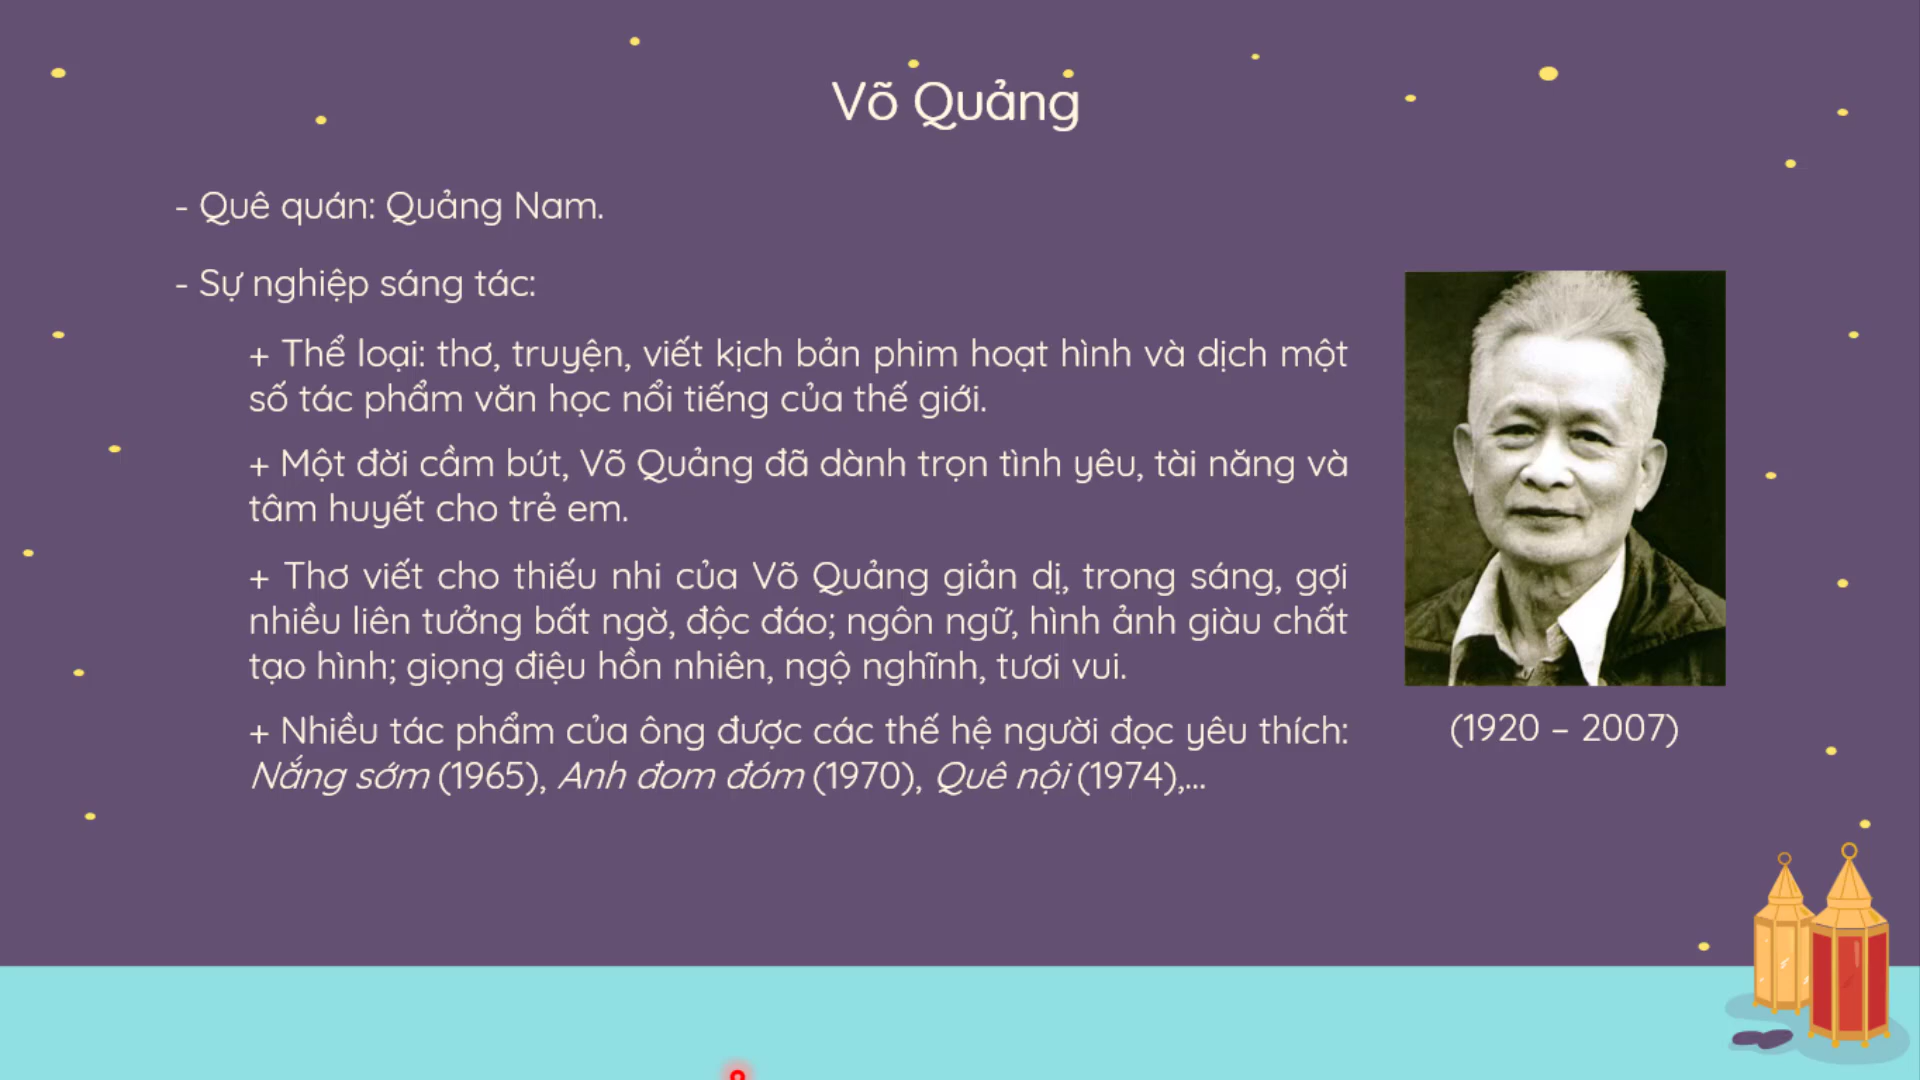 Võ Quảng
- Quê quán: Quảng Nam.
- Sự nghiệp sáng tác:
+ Thể loại: thơ, truyện, viết kịch bản phim hoạt hình và dịch một
số tác phẩm văn học nổi tiếng của thế giới.
+ Một đời cầm bút, Võ Quảng đã dành trọn tình yêu, tài năng và
tâm huyết cho trẻ em.
+ Thơ viết cho thiếu nhi của Võ Quảng giản dị, trong sáng, gợi
nhiều liên tưởng bất ngờ, độc đáo; ngôn ngữ, hình ảnh giàu chất
tạo hình; giọng điệu hồn nhiên, ngộ nghĩnh, tươi vui.
+ Nhiều tác phẩm của ông được các thế hệ người đọc yêu thích:
Nắng sớm (1965), Anh đom đóm (1970), Quê nội (1974),...
(1920 – 2007)